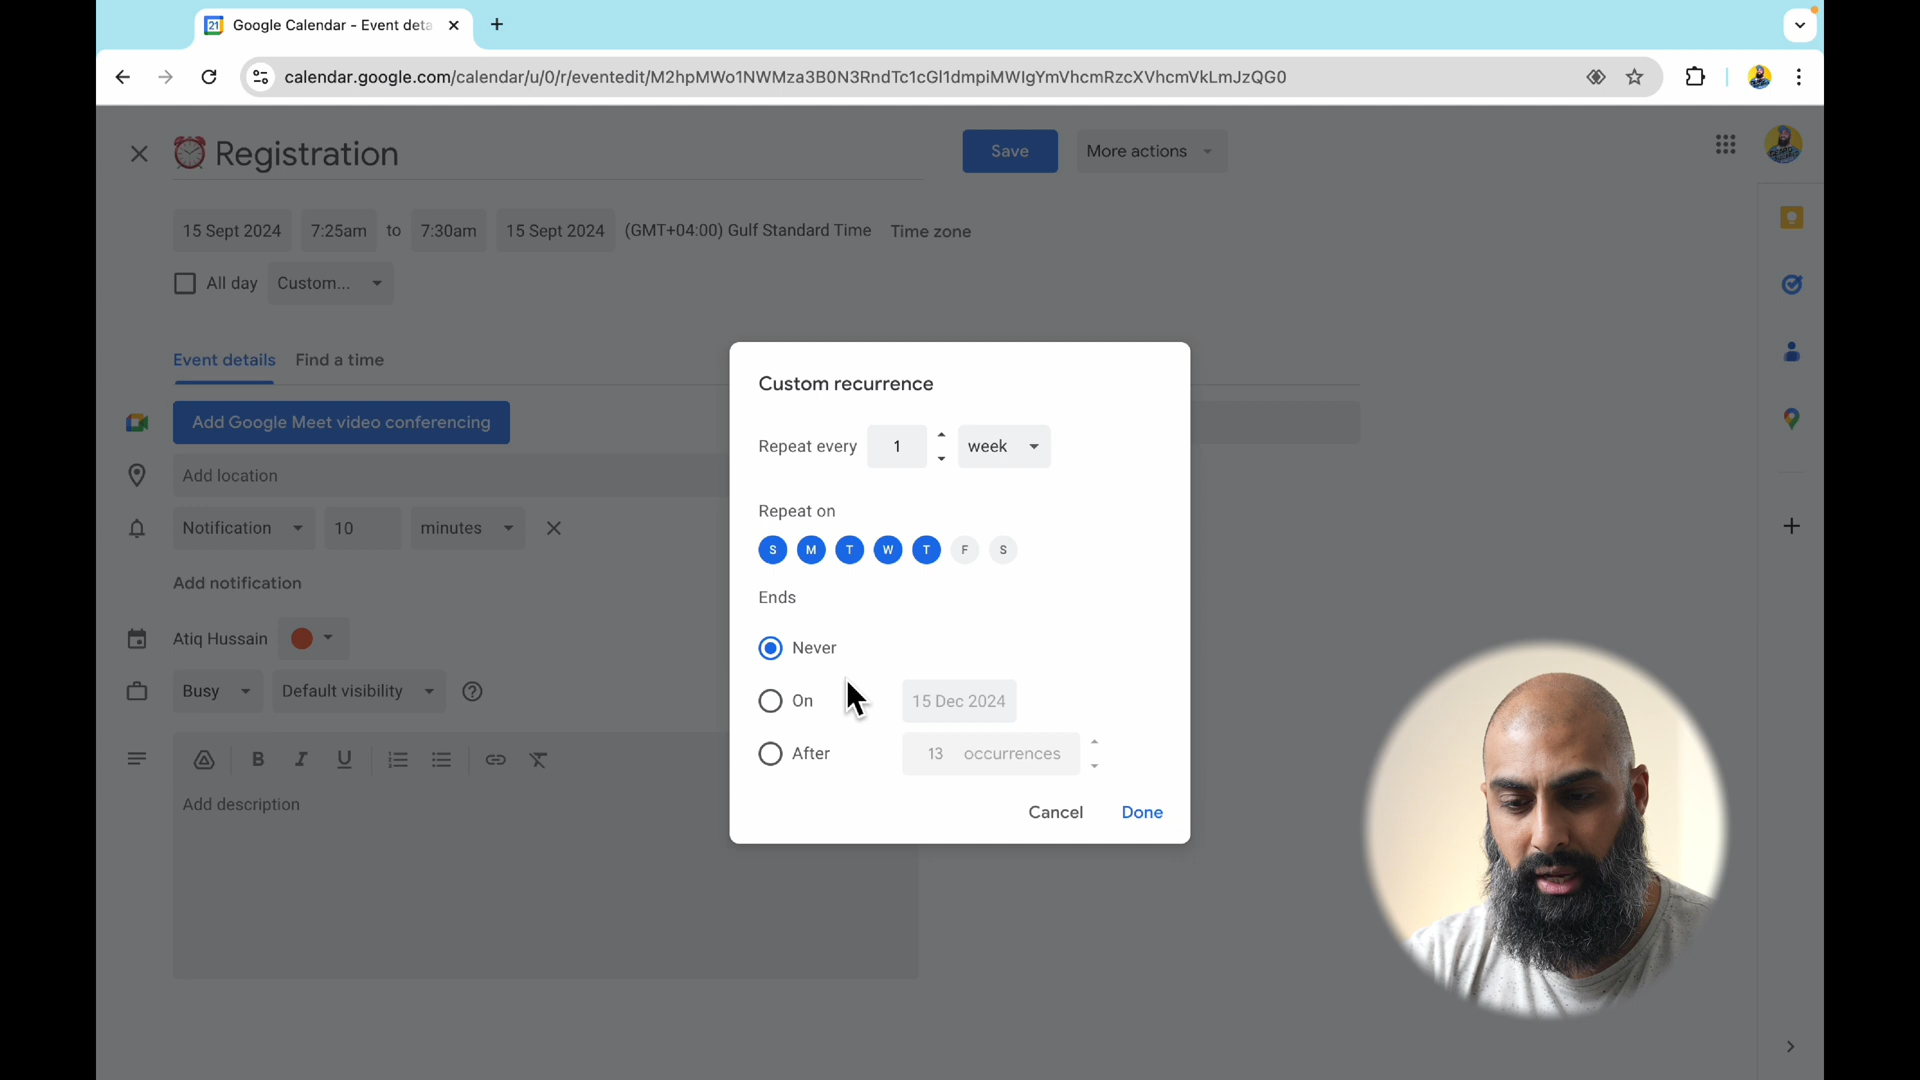 21 Google Calendar - Event deta
calendar.google.com/calendar/u/0/r/eventedit/M2hpMWo1NWMza3B0N3RndTc1cGl1dmpiMWIgYmVhcmRzcXVhcmVkLmJzQG0
⏰ Registration
Save
More actions
15 Sept 2024 7:25am to 7:30am 15 Sept 2024 (GMT+04:00) Gulf Standard Time Time zone
All day Custom...
Event details Find a time
Add Google Meet video conferencing
Add location
Notification 10 minutes
Add notification
Atiq Hussain
Busy Default visibility
B I U
Add description
Custom recurrence
Repeat every 1 week
Repeat on
S M T W T F S
Ends
Never
On 15 Dec 2024
After 13 occurrences
Cancel Done